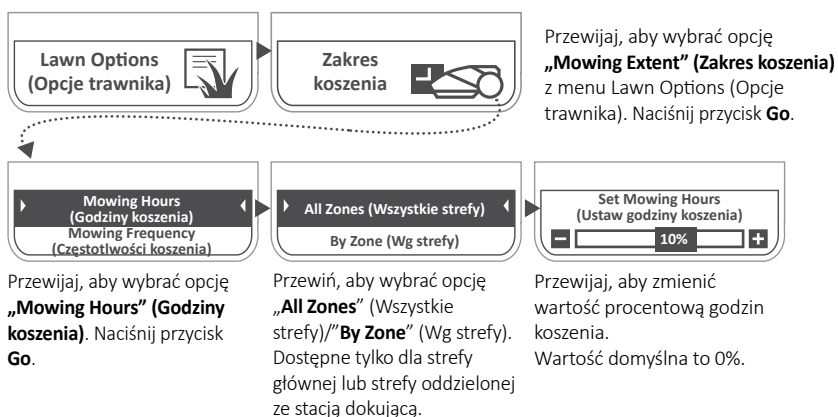 Lawn Options
(Opcje trawnika)
Zakres
koszenia
Przewijaj, aby wybrać opcję
„Mowing Extent” (Zakres koszenia)
z menu Lawn Options (Opcje
trawnika). Naciśnij przycisk Go.
Mowing Hours
(Godziny koszenia)
Mowing Frequency
(Częstotlwości koszenia)
All Zones (Wszystkie strefy)
By Zone (Wg strefy)
Set Mowing Hours
(Ustaw godziny koszenia)
10%
Przewijaj, aby wybrać opcję
„Mowing Hours” (Godziny
koszenia). Naciśnij przycisk
Go.
Przewiń, aby wybrać opcję
„All Zones” (Wszystkie
strefy)/”By Zone” (Wg strefy).
Dostępne tylko dla strefy
głównej lub strefy oddzielonej
ze stacją dokującą.
Przewijaj, aby zmienić
wartość procentową godzin
koszenia.
Wartość domyślna to 0%.